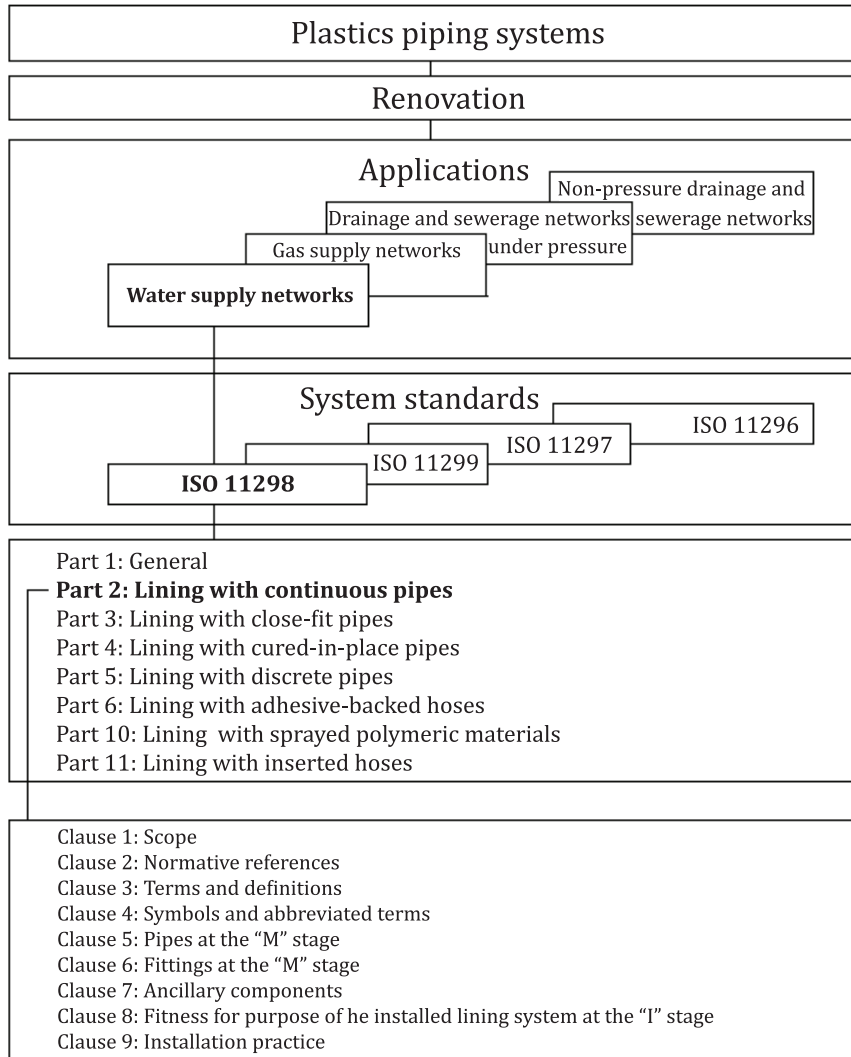 Plastics piping systems
Renovation
Applications
Non-pressure drainage and
sewerage networks
Drainage and sewerage networks
under pressure
Gas supply networks
Water supply networks
System standards
ISO 11296
ISO 11297
ISO 11299
ISO 11298
Part 1: General
Part 2: Lining with continuous pipes
Part 3: Lining with close-fit pipes
Part 4: Lining with cured-in-place pipes
Part 5: Lining with discrete pipes
Part 6: Lining with adhesive-backed hoses
Part 10: Lining  with sprayed polymeric materials
Part 11: Lining with inserted hoses
Clause 1: Scope
Clause 2: Normative references
Clause 3: Terms and definitions
Clause 4: Symbols and abbreviated terms
Clause 5: Pipes at the “M” stage
Clause 6: Fittings at the “M” stage
Clause 7: Ancillary components
Clause 8: Fitness for purpose of he installed lining system at the “I” stage
Clause 9: Installation practice